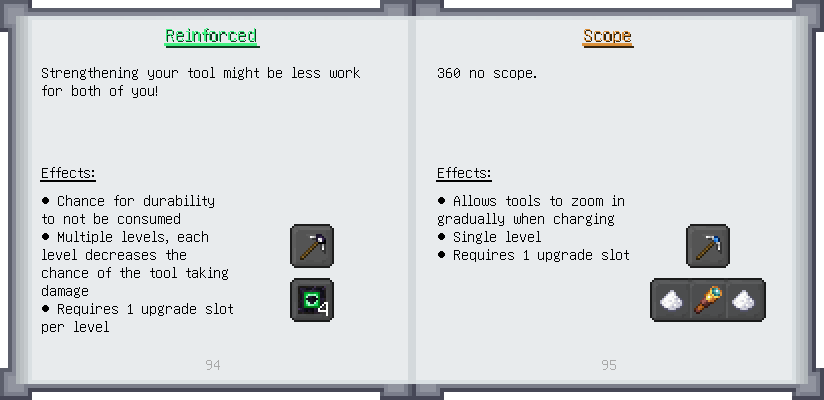 Reinforced
Strengthening your tool might be less work
for both of you!
Effects:
● Chance for durability
to not be consumed
● Multiple levels, each
level decreases the
chance of the tool taking
damage
● Requires 1 upgrade slot
per level
4
94
Scope
360 no scope.
Effects:
● Allows tools to zoom in
gradually when charging
● Single level
● Requires 1 upgrade slot
95